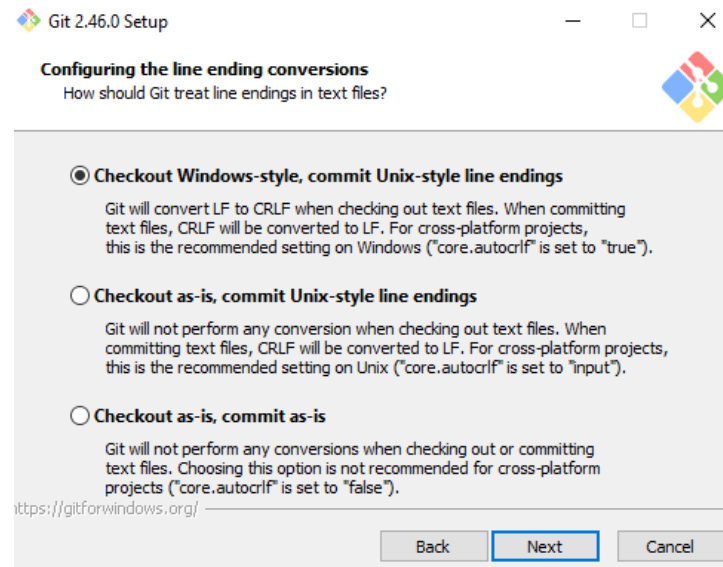 Git 2.46.0 Setup
Configuring the line ending conversions
How should Git treat line endings in text files?
Checkout Windows-style, commit Unix-style line endings
Git will convert LF to CRLF when checking out text files. When committing
text files, CRLF will be converted to LF. For cross-platform projects,
this is the recommended setting on Windows ("core.autocrlf" is set to "true").
Checkout as-is, commit Unix-style line endings
Git will not perform any conversion when checking out text files. When
committing text files, CRLF will be converted to LF. For cross-platform projects,
this is the recommended setting on Unix ("core.autocrlf" is set to "input").
Checkout as-is, commit as-is
Git will not perform any conversions when checking out or committing
text files. Choosing this option is not recommended for cross-platform
projects ("core.autocrlf" is set to "false").
https://gitforwindows.org/
Back Next Cancel